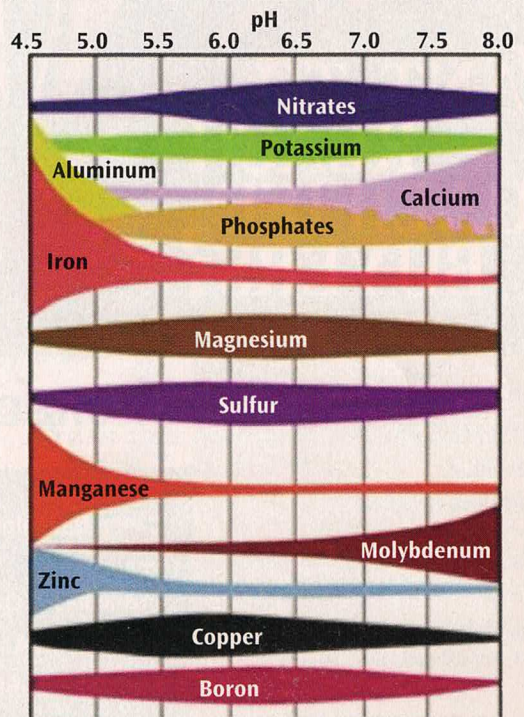 pH
4.5 5.0 5.5 6.0 6.5 7.0 7.5 8.0
Nitrates
Potassium
Aluminum
Calcium
Phosphates
Iron
Magnesium
Sulfur
Manganese
Molybdenum
Zinc
Copper
Boron